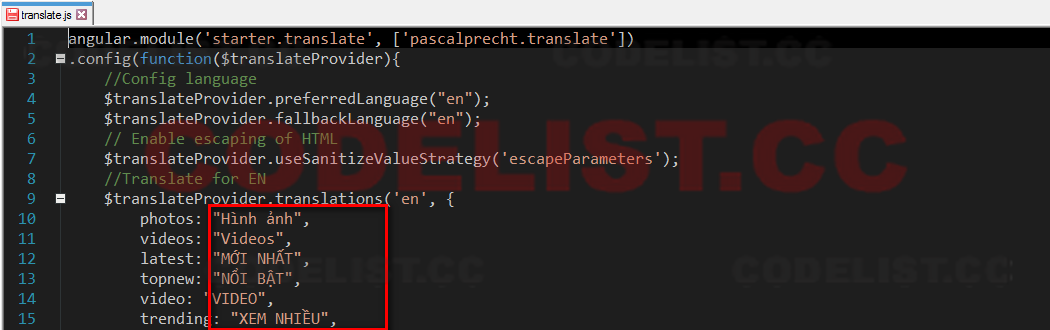 translate.js
1 angular.module('starter.translate', ['pascalprecht.translate'])
2 .config(function($translateProvider){
3 //Config language
4 $translateProvider.preferredLanguage("en");
5 $translateProvider.fallbackLanguage("en");
6 // Enable escaping of HTML
7 $translateProvider.useSanitizeValueStrategy('escapeParameters');
8 //Translate for EN
9 $translateProvider.translations('en', {
10 photos: "Hình ảnh",
11 videos: "Videos",
12 latest: "MỚI NHẤT",
13 topnew: "NỔI BẬT",
14 video: "VIDEO",
15 trending: "XEM NHIỀU",
CODELIST.CC
CODELIST.CC
CODELIST.CC
CODELIST.CC
CODELIST.CC